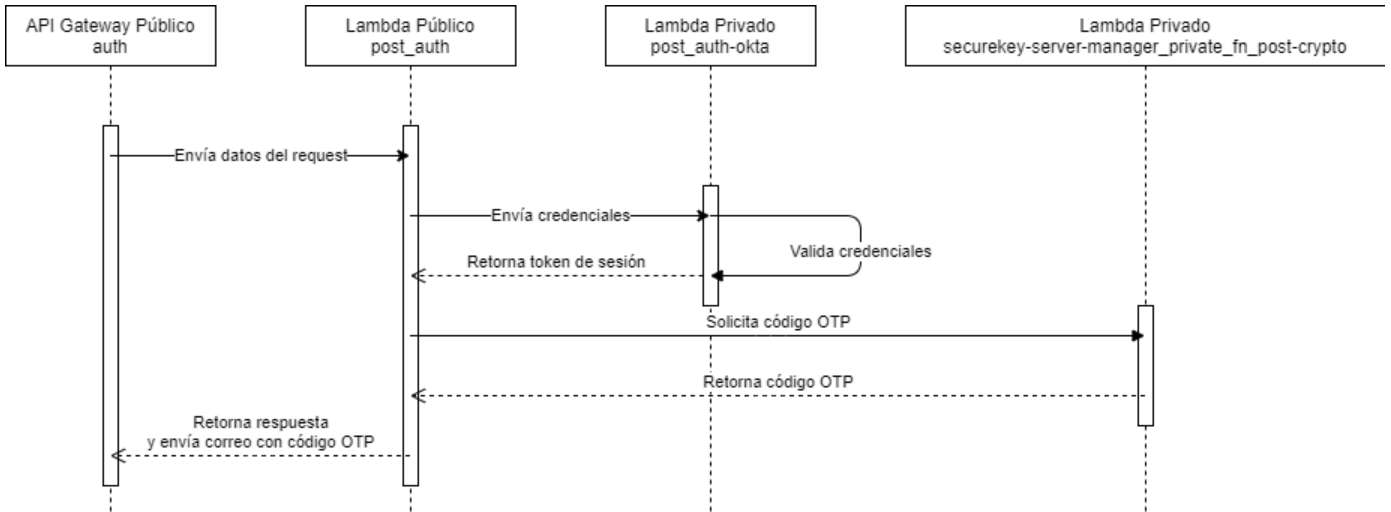 API Gateway Público
auth
Lambda Público
post_auth
Lambda Privado
post_auth-okta
Lambda Privado
securekey-server-manager_private_fn_post-crypto
Envía datos del request
Envía credenciales
Valida credenciales
Retorna token de sesión
Solicita código OTP
Retorna código OTP
Retorna respuesta
y envía correo con código OTP